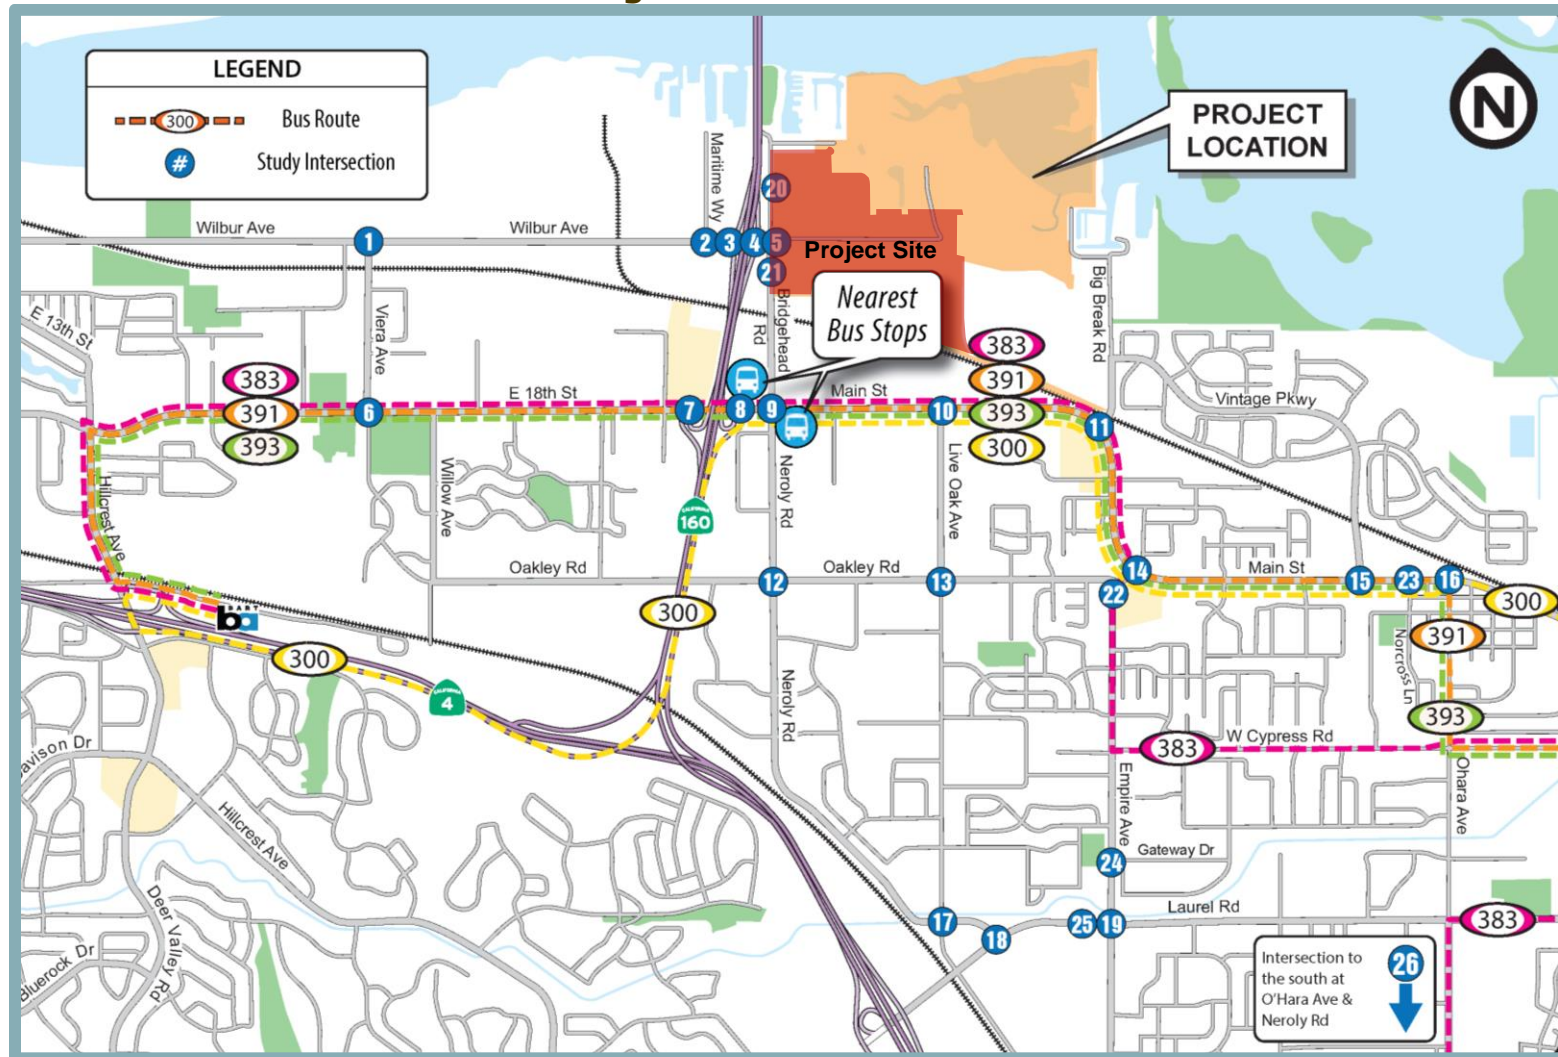 LEGEND
300
Bus Route
#
Study Intersection
PROJECT
LOCATION
N
Maritime Wy
20
Wilbur Ave
1
Wilbur Ave
2
3
4
5
Project Site
21
Bridgehead
Rd
Nearest
Bus Stops
Big Break Rd
E 13th St
Viera Ave
383
391
393
E 18th St
6
7
8
9
Main St
10
383
391
393
300
11
Vintage Pkwy
Hillcrest Ave
Willow Ave
CALIFORNIA
160
Neroly Rd
Live Oak Ave
Oakley Rd
12
Oakley Rd
13
14
22
Main St
15
23
16
300
BART
ba
300
CALIFORNIA
4
300
Neroly Rd
Norcross Ln
391
393
383
W Cypress Rd
avison Dr
Hillcrest Ave
Deer Valley Rd
Bluerock Dr
Empire Ave
Ohara Ave
24
Gateway Dr
17
18
25
19
Laurel Rd
383
Intersection to
the south at
O'Hara Ave &
Neroly Rd
26